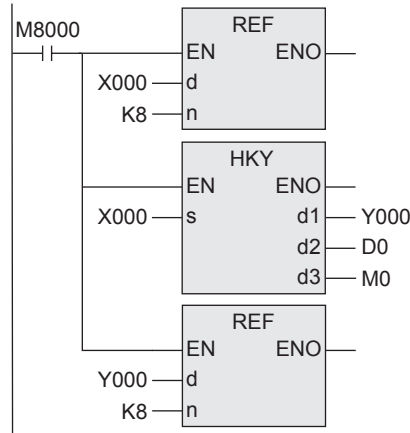 M8000
REF
EN ENO
X000 d
K8 n
HKY
EN ENO
X000 s d1 Y000
d2 D0
d3 M0
REF
EN ENO
Y000 d
K8 n